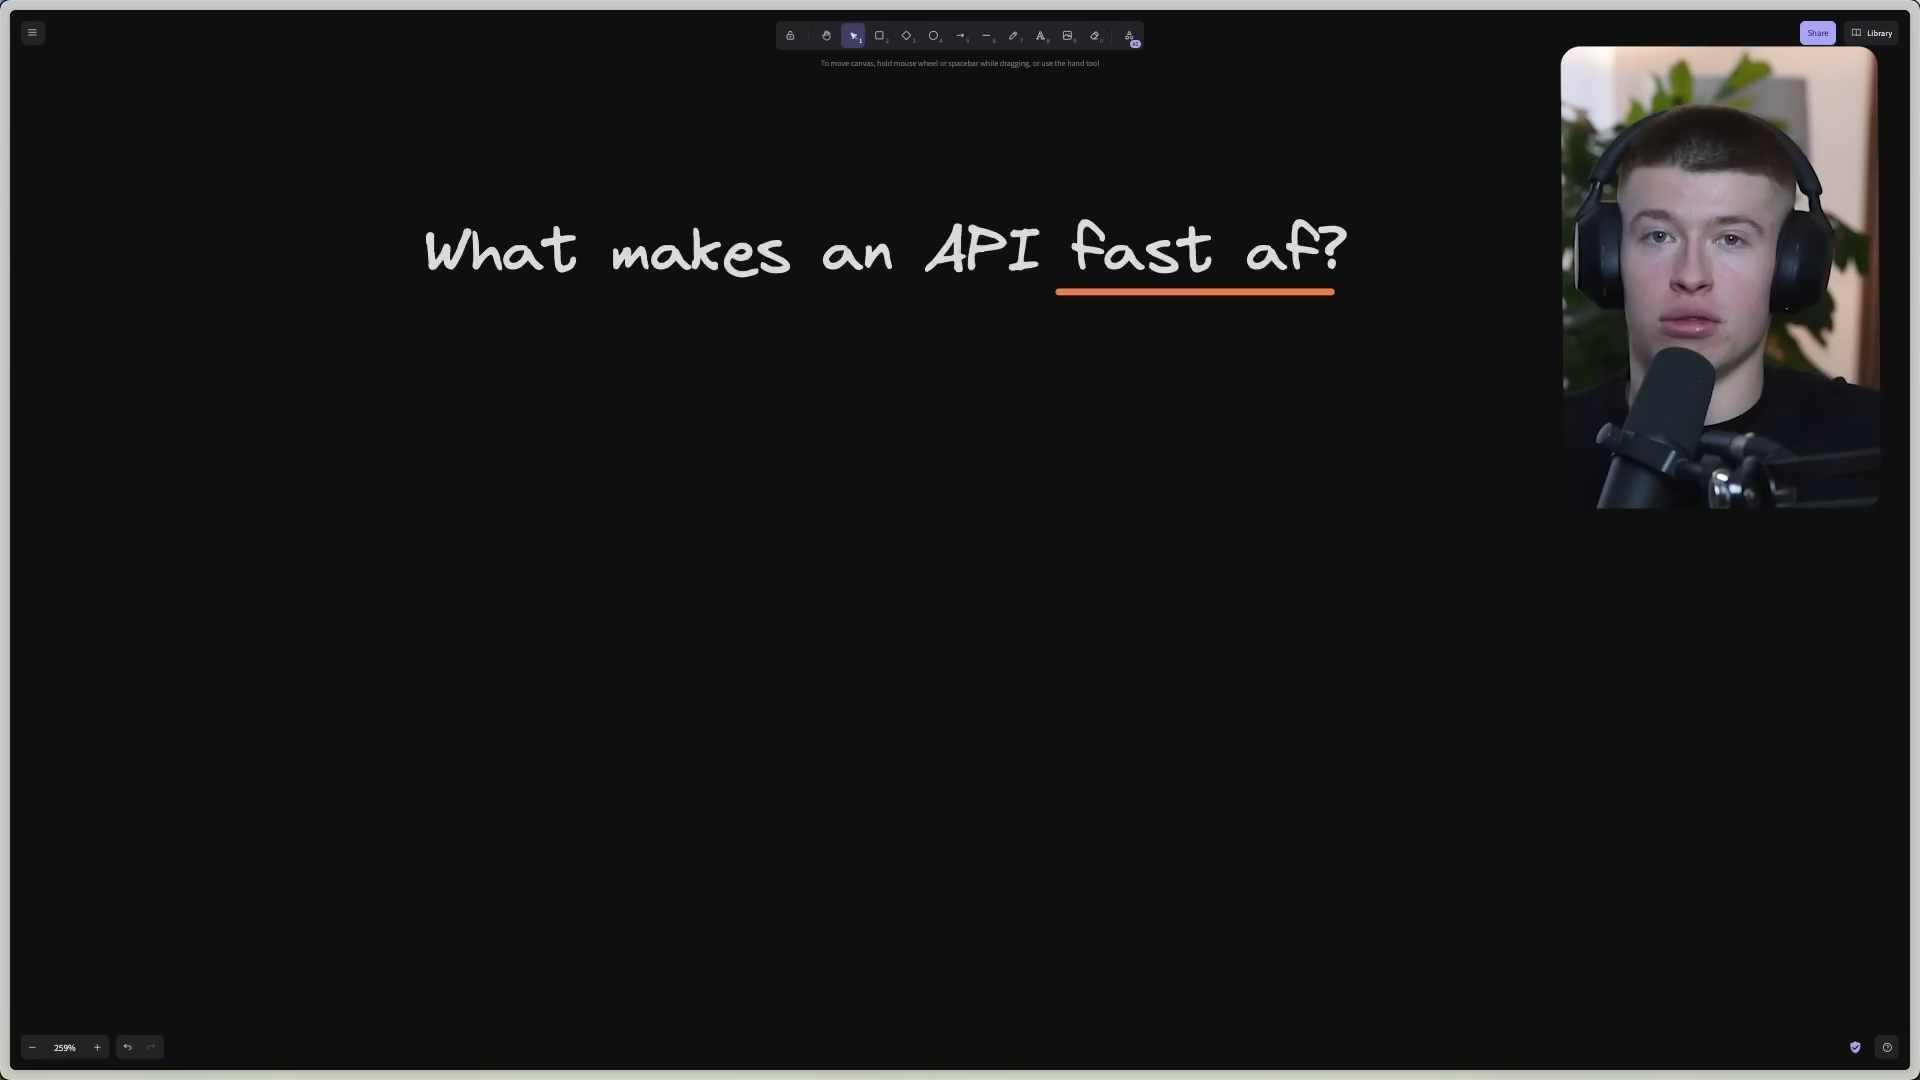 Share
Library
To move canvas, hold mouse wheel or spacebar while dragging, or use the hand tool
What makes an API fast af?
259%